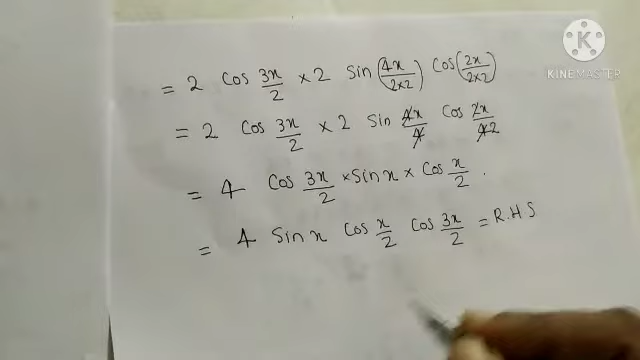 = 2 cos 3x/2 × 2 sin (4x/2×2) cos (2x/2×2)
= 2 cos 3x/2 × 2 sin 4x/4 cos 2x/4 2
= 4 cos 3x/2 × sin x × cos x/2 .
= 4 sin x cos x/2 cos 3x/2 = R.H.S
KINEMASTER